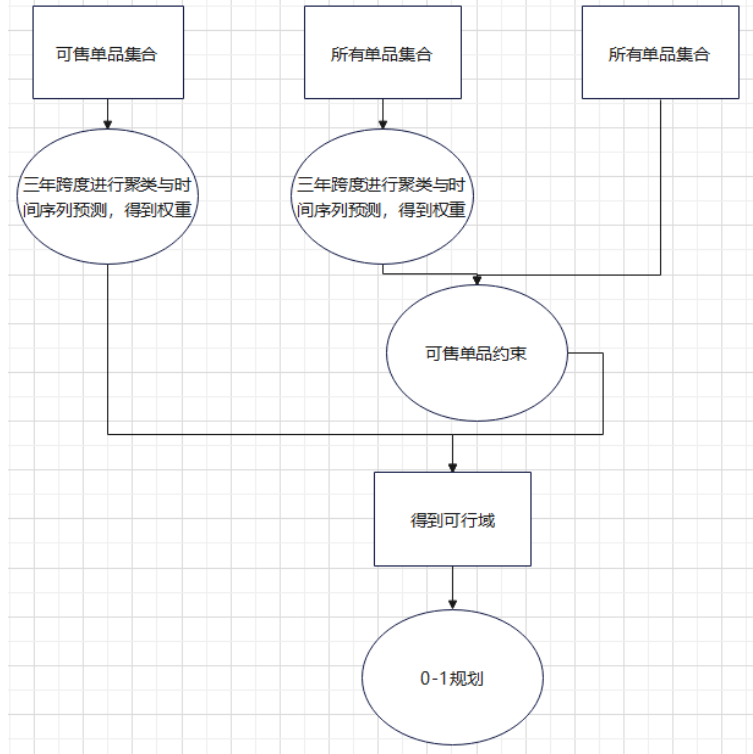 可售单品集合
所有单品集合
所有单品集合
三年跨度进行聚类与时
间序列预测，得到权重
三年跨度进行聚类与时
间序列预测，得到权重
可售单品约束
得到可行域
0-1规划